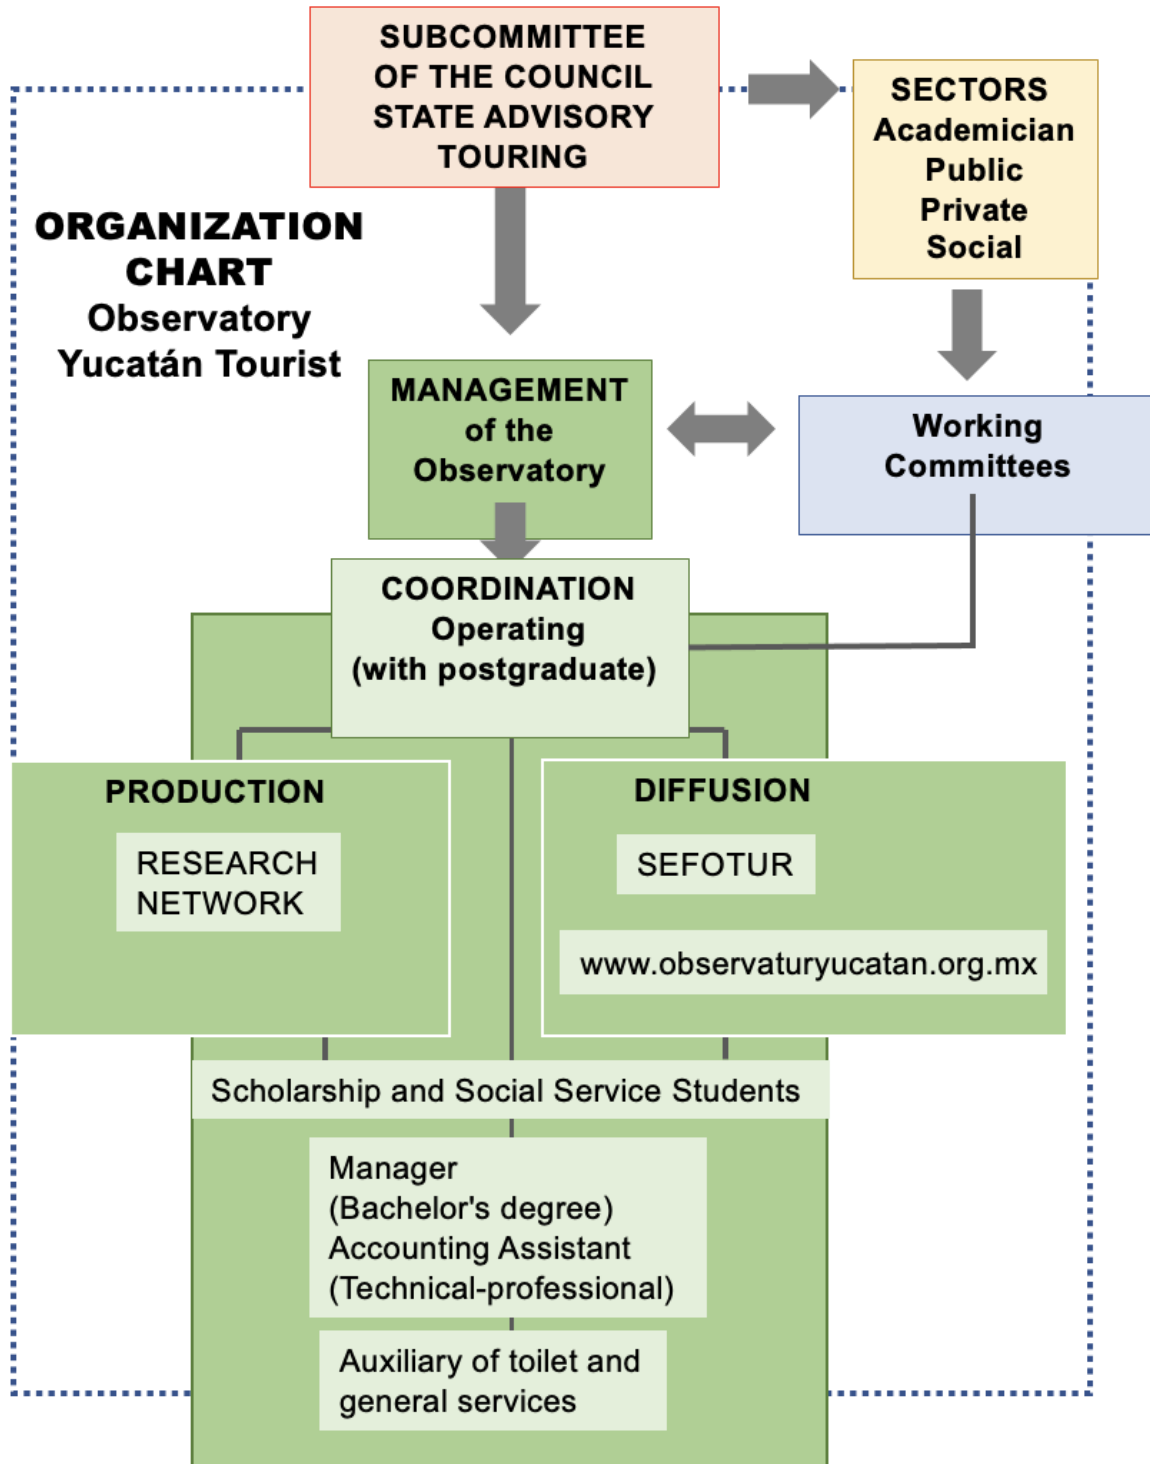 SUBCOMMITTEE
OF THE COUNCIL
STATE ADVISORY
TOURING
SECTORS
Academician
Public
Private
Social
ORGANIZATION
CHART
Observatory
Yucatán Tourist
MANAGEMENT
of the
Observatory
Working
Committees
COORDINATION
Operating
(with postgraduate)
PRODUCTION
RESEARCH
NETWORK
DIFFUSION
SEFOTUR
www.observaturyucatan.org.mx
Scholarship and Social Service Students
Manager
(Bachelor's degree)
Accounting Assistant
(Technical-professional)
Auxiliary of toilet and
general services